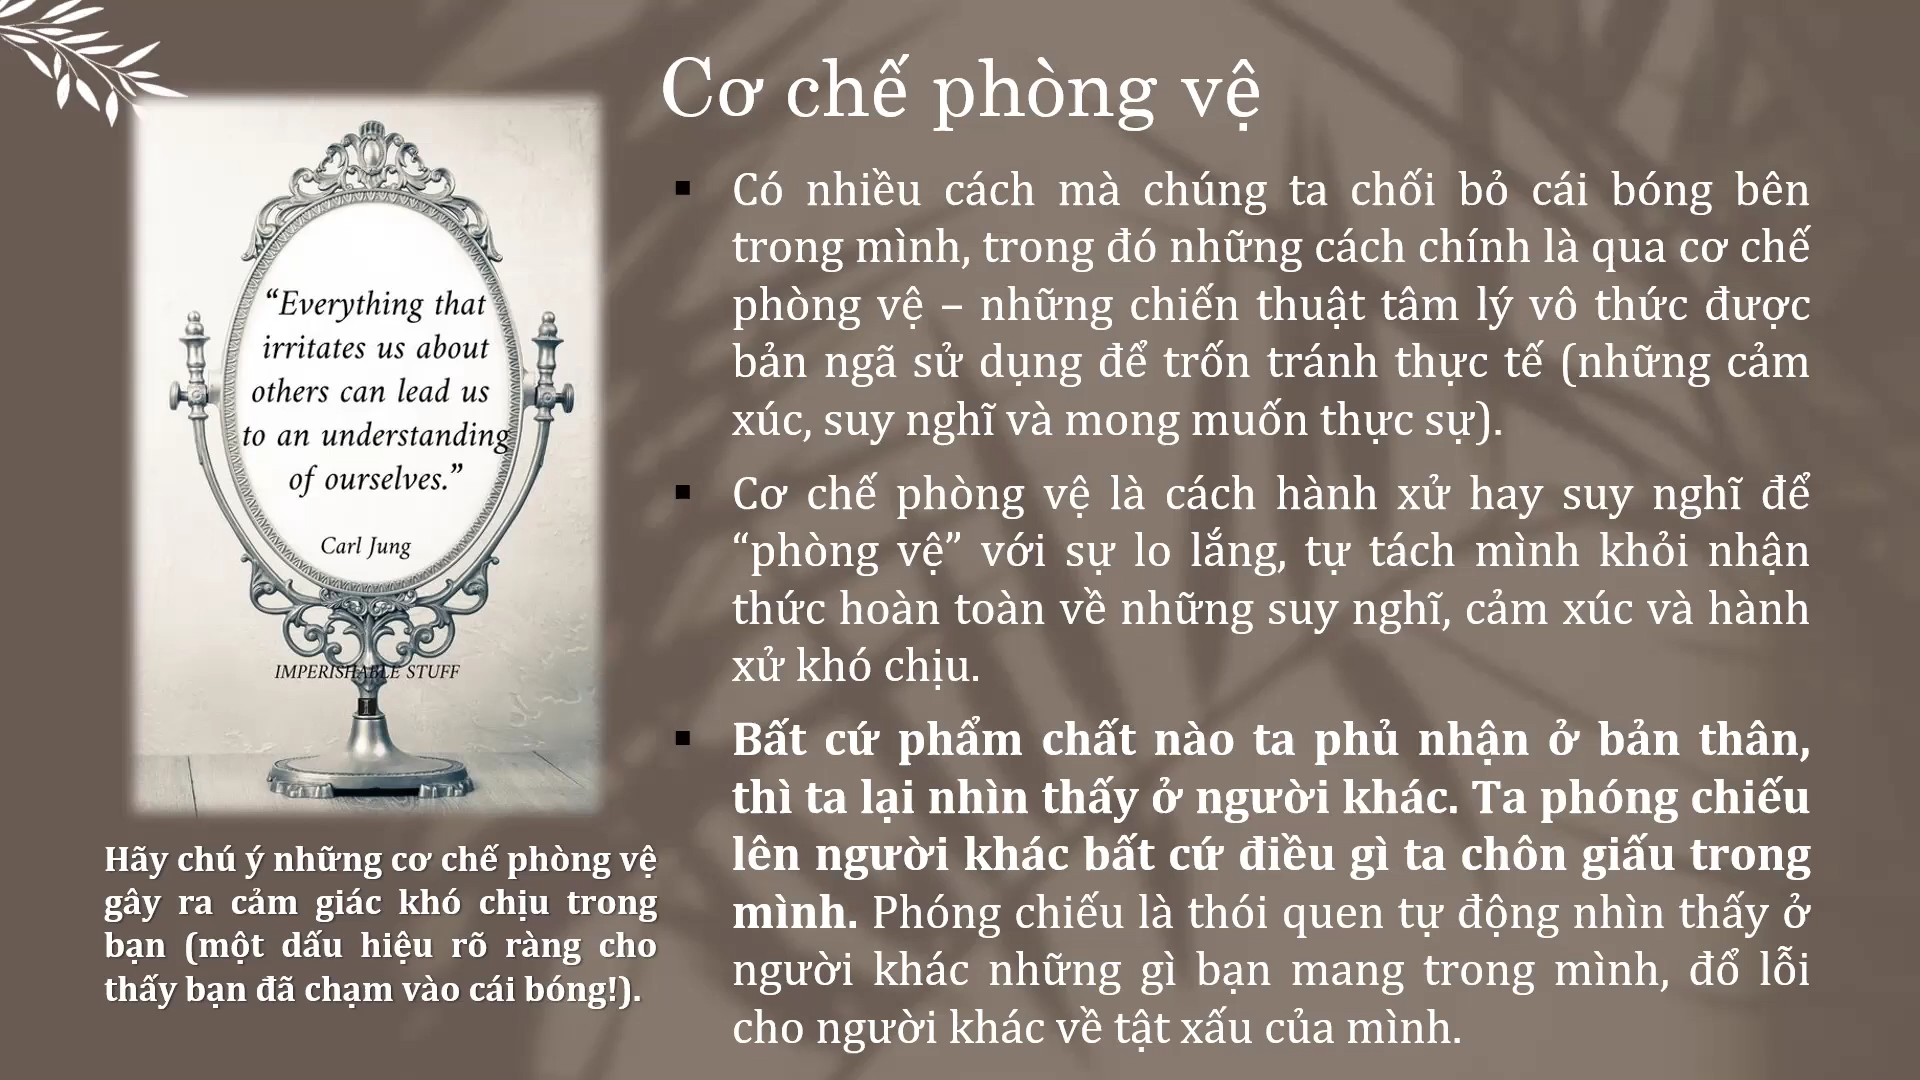 Cơ chế phòng vệ
“Everything that
irritates us about
others can lead us
to an understanding
of ourselves.”
Carl Jung
IMPERISHABLE STUFF
Hãy chú ý những cơ chế phòng vệ
gây ra cảm giác khó chịu trong
bạn (một dấu hiệu rõ ràng cho
thấy bạn đã chạm vào cái bóng!).
▪ Có nhiều cách mà chúng ta chối bỏ cái bóng bên
trong mình, trong đó những cách chính là qua cơ chế
phòng vệ – những chiến thuật tâm lý vô thức được
bản ngã sử dụng để trốn tránh thực tế (những cảm
xúc, suy nghĩ và mong muốn thực sự).
▪ Cơ chế phòng vệ là cách hành xử hay suy nghĩ để
“phòng vệ” với sự lo lắng, tự tách mình khỏi nhận
thức hoàn toàn về những suy nghĩ, cảm xúc và hành
xử khó chịu.
▪ Bất cứ phẩm chất nào ta phủ nhận ở bản thân,
thì ta lại nhìn thấy ở người khác. Ta phóng chiếu
lên người khác bất cứ điều gì ta chôn giấu trong
mình. Phóng chiếu là thói quen tự động nhìn thấy ở
người khác những gì bạn mang trong mình, đổ lỗi
cho người khác về tật xấu của mình.